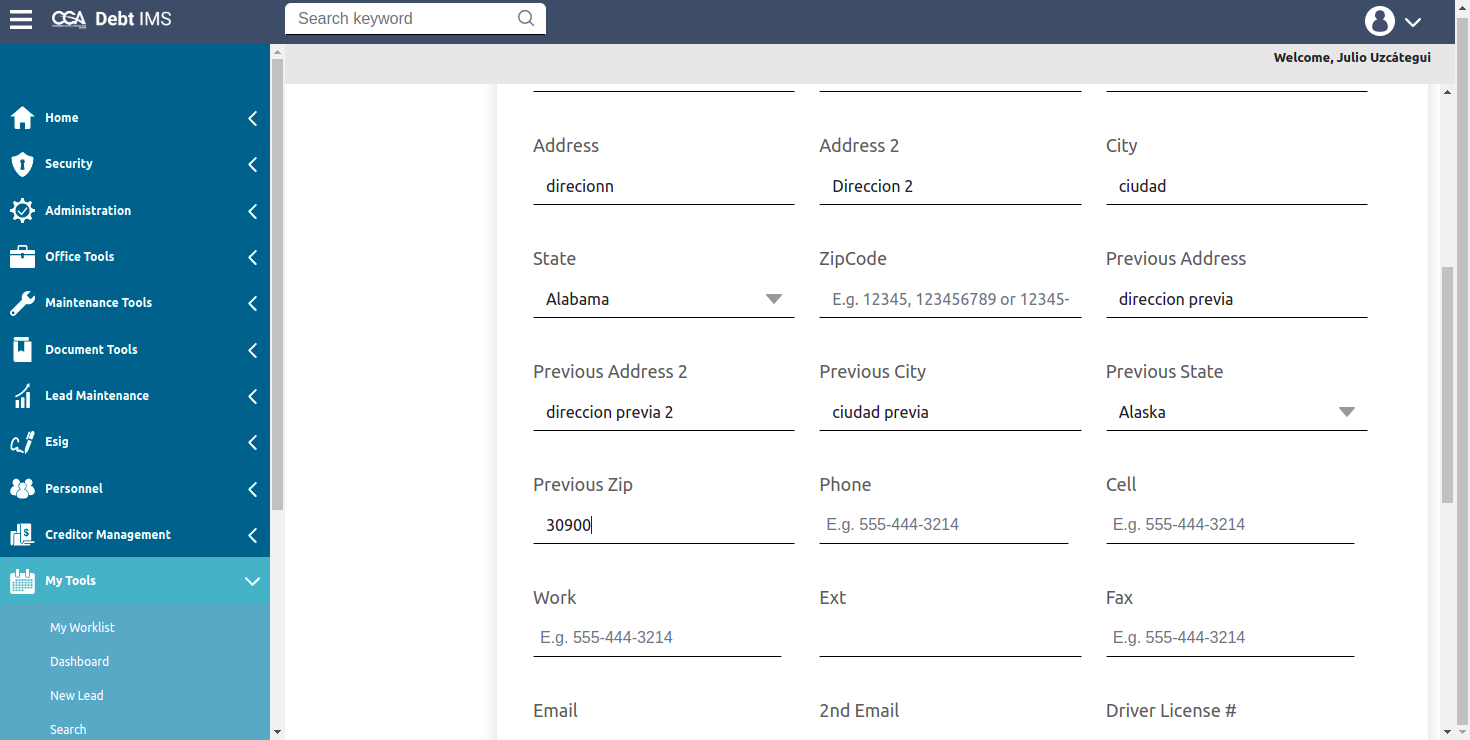 CGA Debt IMS
Search keyword
Welcome, Julio Uzcátegui
Home
Security
Administration
Office Tools
Maintenance Tools
Document Tools
Lead Maintenance
Esig
Personnel
Creditor Management
My Tools
My Worklist
Dashboard
New Lead
Search
Address Address 2 City
direcionn Direccion 2 ciudad
State ZipCode Previous Address
Alabama E.g. 12345, 123456789 or 12345- direccion previa
Previous Address 2 Previous City Previous State
direccion previa 2 ciudad previa Alaska
Previous Zip Phone Cell
30900 E.g. 555-444-3214 E.g. 555-444-3214
Work Ext Fax
E.g. 555-444-3214 E.g. 555-444-3214
Email 2nd Email Driver License #